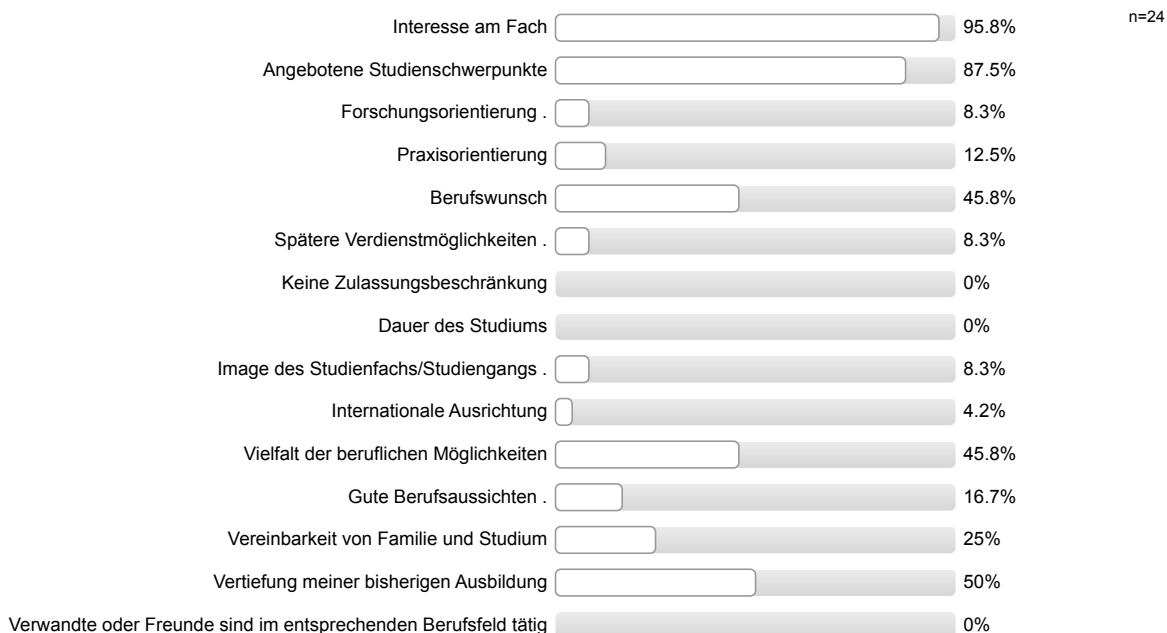 n=24
Interesse am Fach 95.8%
Angebotene Studienschwerpunkte 87.5%
Forschungsorientierung . 8.3%
Praxisorientierung 12.5%
Berufswunsch 45.8%
Spätere Verdienstmöglichkeiten . 8.3%
Keine Zulassungsbeschränkung 0%
Dauer des Studiums 0%
Image des Studienfachs/Studiengangs . 8.3%
Internationale Ausrichtung 4.2%
Vielfalt der beruflichen Möglichkeiten 45.8%
Gute Berufsaussichten . 16.7%
Vereinbarkeit von Familie und Studium 25%
Vertiefung meiner bisherigen Ausbildung 50%
Verwandte oder Freunde sind im entsprechenden Berufsfeld tätig 0%